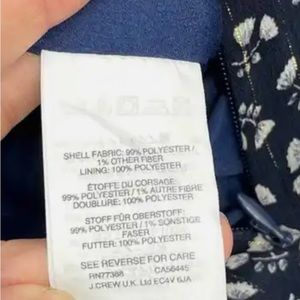 SHELL FABRIC: 99% POLYESTER /
1% OTHER FIBER
LINING: 100% POLYESTER
ÉTOFFE DU CORSAGE:
99% POLYESTER / 1% AUTRE FIBRE
DOUBLURE: 100% POLYESTER
STOFF FÜR OBERSTOFF:
99% POLYESTER / 1% SONSTIGE
FASER
FUTTER: 100% POLYESTER
SEE REVERSE FOR CARE
RN77388 CA56445
J.CREW U.K. Ltd EC4V 6JA